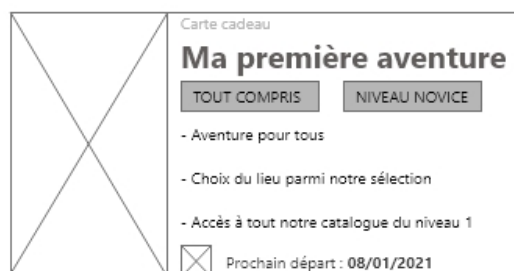 Carte cadeau
Ma première aventure
TOUT COMPRIS NIVEAU NOVICE
- Aventure pour tous
- Choix du lieu parmi notre sélection
- Accès à tout notre catalogue du niveau 1
Prochain départ : 08/01/2021